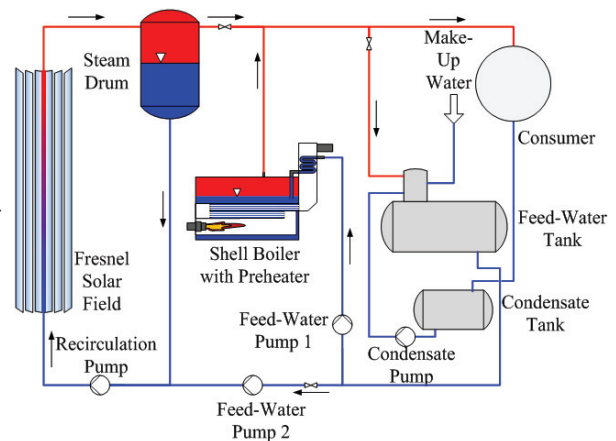 Steam
Drum
Make-
Up
Water
Consumer
Shell Boiler
with Preheater
Feed-Water
Tank
Fresnel
Solar
Field
Condensate
Tank
Feed-Water
Pump 1
Recirculation
Pump
Condensate
Pump
Feed-Water
Pump 2